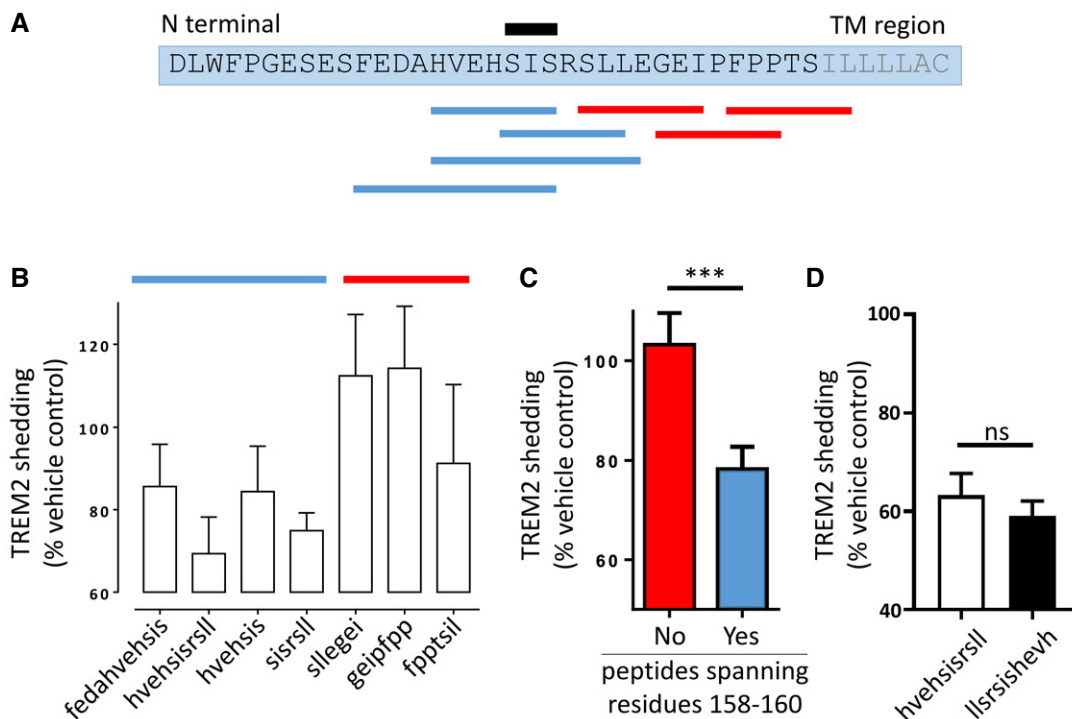 A
N terminal
TM region
DLWFPGESESFEDAHVEHSISRSLLEGEIPFPPTSILLLLAC
B
TREM2 shedding
(% vehicle control)
120
100
80
60
fedahvehsis
hvehsisrsll
hvehsis
sisrsll
sllegei
geipfpp
fpptsil
C
***
TREM2 shedding
(% vehicle control)
100
80
60
No
Yes
peptides spanning
residues 158-160
D
ns
TREM2 shedding
(% vehicle control)
100
80
60
40
hvehsisrsll
llsrsishevh